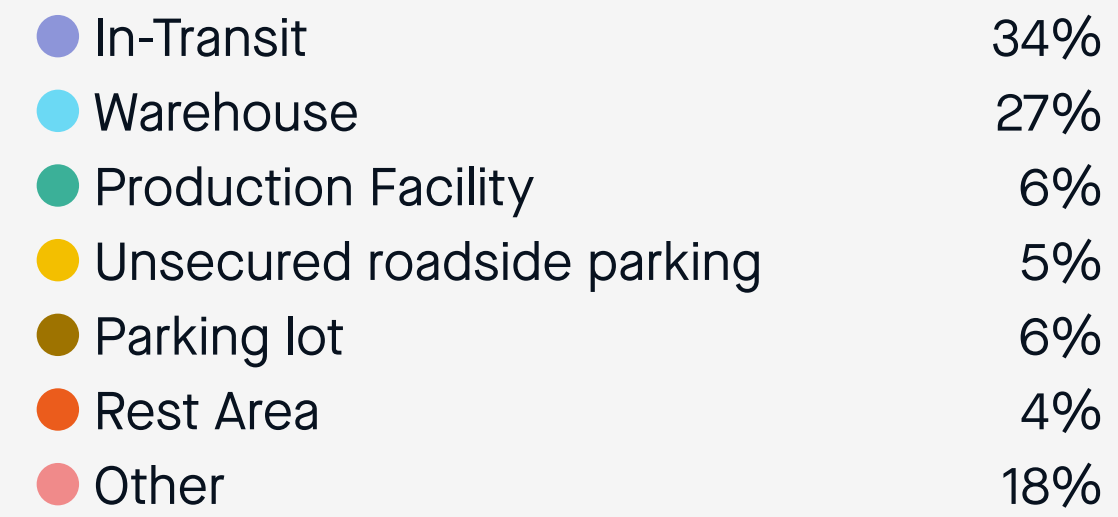 In-Transit 34%
Warehouse 27%
Production Facility 6%
Unsecured roadside parking 5%
Parking lot 6%
Rest Area 4%
Other 18%